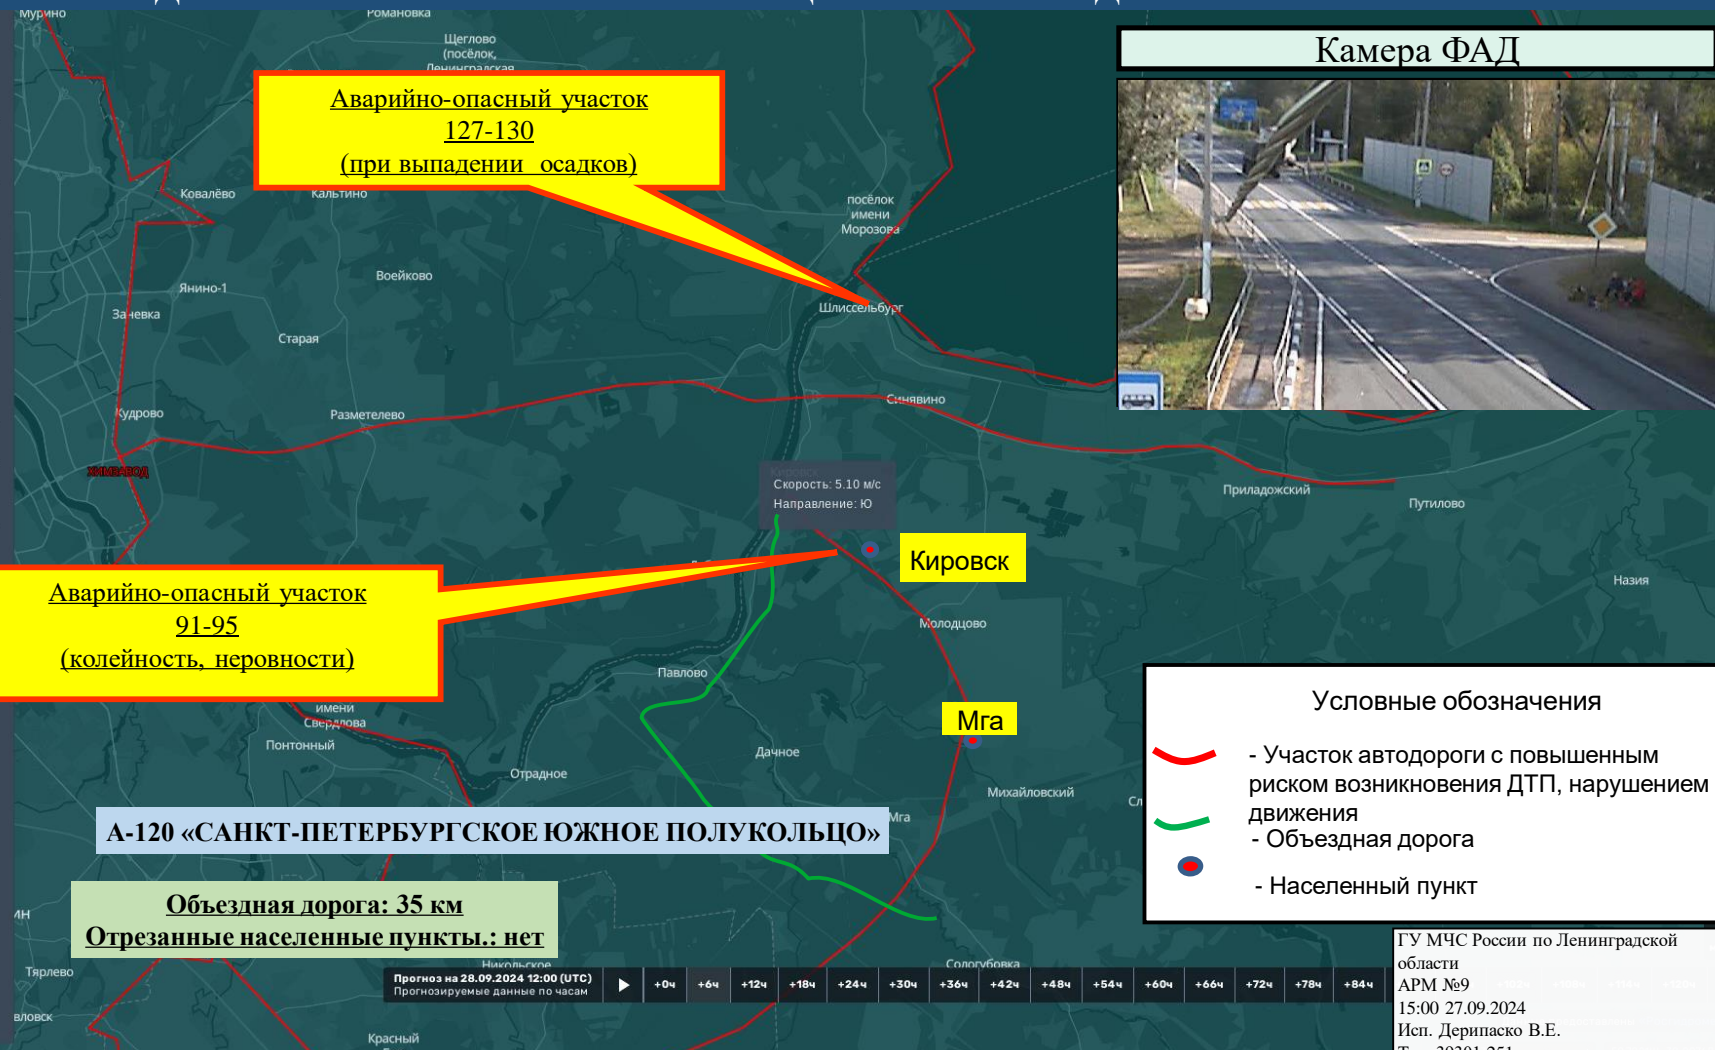 Мурино
Романовка
Щеглово
(посёлок,
Ленинградская
Камера ФАД
Аварийно-опасный участок
127-130
(при выпадении осадков)
Ковалёво
Кальтино
посёлок
имени
Морозова
Воейково
Янино-1
Заневка
Шлиссельбург
Старая
Синявино
Кудрово
Разметелево
ХИМЗАВОД
Кировск
Скорость: 5.10 м/с
Направление: Ю
Приладожский
Путилово
Кировск
Назия
Аварийно-опасный участок
91-95
(колейность, неровности)
Молодцово
Павлово
имени
Свердлова
Понтонный
Мга
Дачное
Отрадное
Михайловский
Мга
Условные обозначения
- Участок автодороги с повышенным
риском возникновения ДТП, нарушением
движения
- Объездная дорога
- Населенный пункт
А-120 «САНКТ-ПЕТЕРБУРГСКОЕ ЮЖНОЕ ПОЛУКОЛЬЦО»
Объездная дорога: 35 км
Отрезанные населенные пункты.: нет
Никольское
Сологубовка
Тярлево
Прогноз на 28.09.2024 12:00 (UTC)
Прогнозируемые данные по часам
+0ч +6ч +12ч +18ч +24ч +30ч +36ч +42ч +48ч +54ч +60ч +66ч +72ч +78ч +84ч
ГУ МЧС России по Ленинградской
области
АРМ №9
15:00 27.09.2024
Исп. Дерипаско В.Е.
Красный